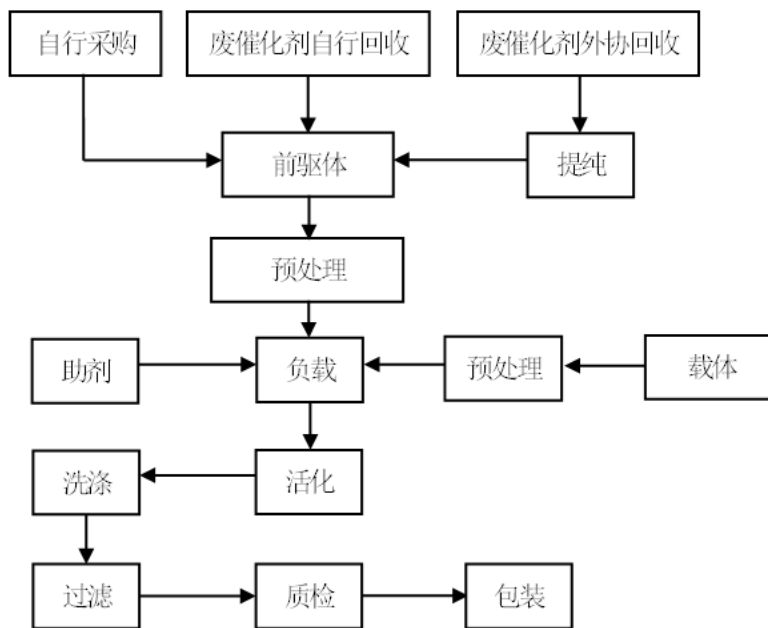 自行采购
废催化剂自行回收
废催化剂外协回收
前驱体
提纯
预处理
助剂
负载
预处理
载体
洗涤
活化
过滤
质检
包装